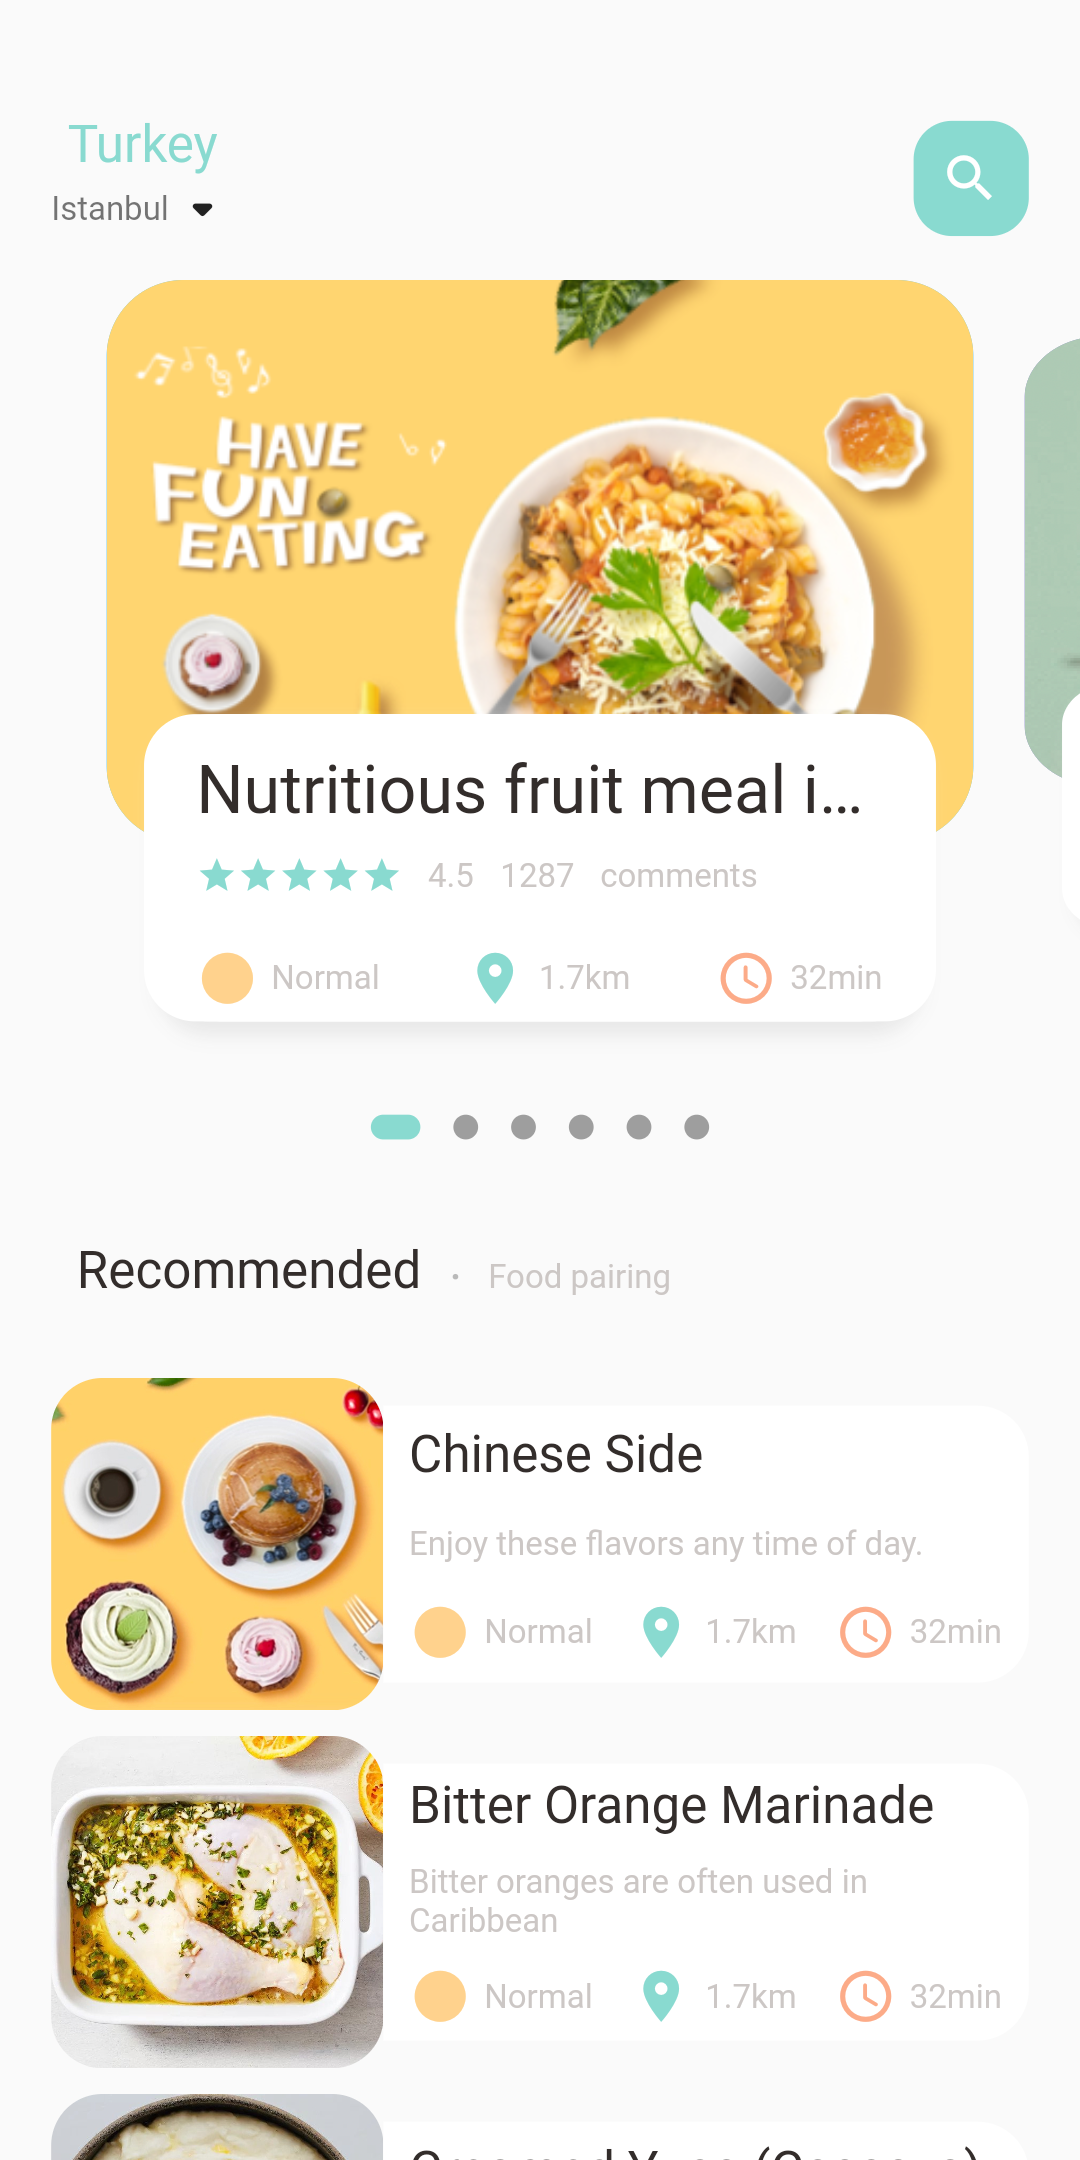 Turkey
Istanbul
HAVE
FUN
EATING
Nutritious fruit meal i...
4.5 1287 comments
Normal 1.7km 32min
Recommended · Food pairing
Chinese Side
Enjoy these flavors any time of day.
Normal 1.7km 32min
Bitter Orange Marinade
Bitter oranges are often used in
Caribbean
Normal 1.7km 32min